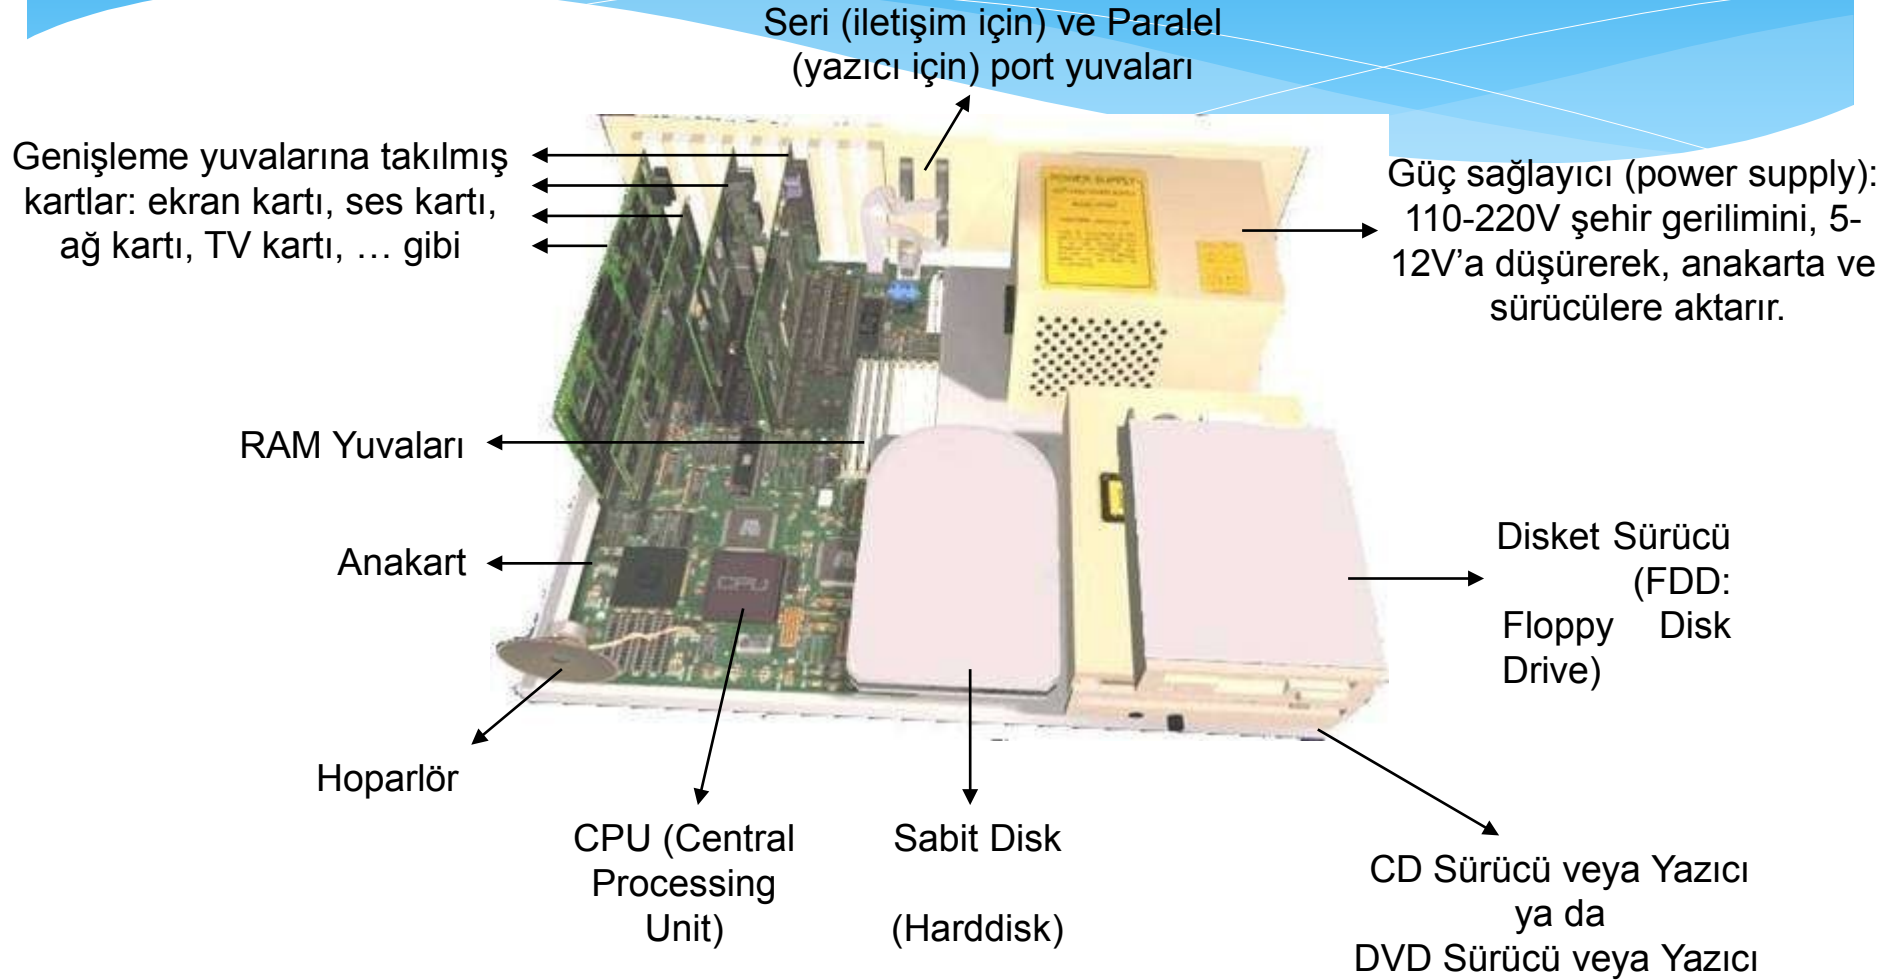 Seri (iletişim için) ve Paralel
(yazıcı için) port yuvaları
Genişleme yuvalarına takılmış
kartlar: ekran kartı, ses kartı,
ağ kartı, TV kartı, … gibi
POWER SUPPLY
Güç sağlayıcı (power supply):
110-220V şehir gerilimini, 5-
12V’a düşürerek, anakarta ve
sürücülere aktarır.
RAM Yuvaları
Anakart
CPU
Disket Sürücü
(FDD:
Floppy Disk
Drive)
Hoparlör
CPU (Central
Processing
Unit)
Sabit Disk
(Harddisk)
CD Sürücü veya Yazıcı
ya da
DVD Sürücü veya Yazıcı